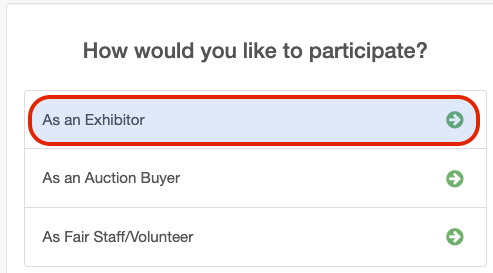 How would you like to participate?
As an Exhibitor
As an Auction Buyer
As Fair Staff/Volunteer